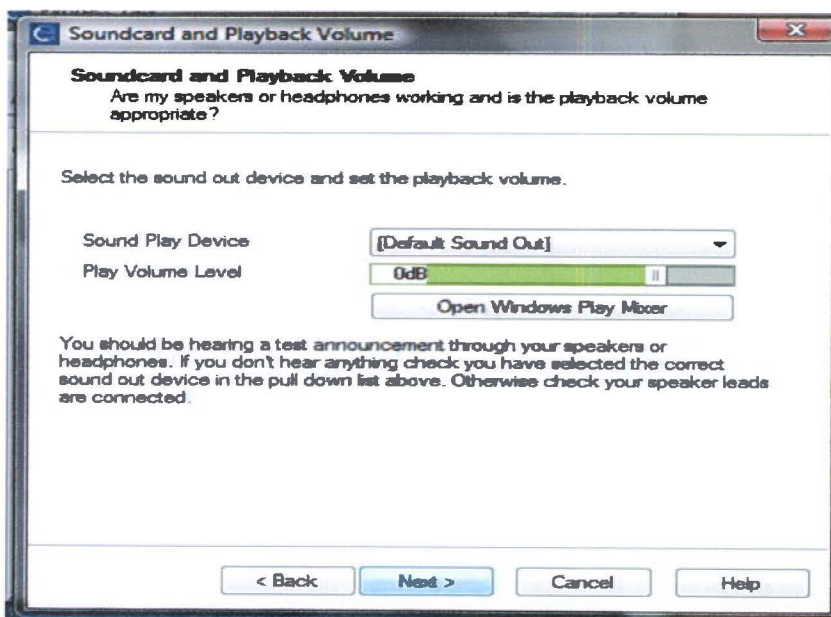 Soundcard and Playback Volume
Soundcard and Playback Volume
Are my speakers or headphones working and is the playback volume
appropriate?
Select the sound out device and set the playback volume.
Sound Play Device
[Default Sound Out]
Play Volume Level
0dB
Open Windows Play Mixer
You should be hearing a test announcement through your speakers or
headphones. If you don't hear anything check you have selected the correct
sound out device in the pull down list above. Otherwise check your speaker leads
are connected.
< Back
Next >
Cancel
Help